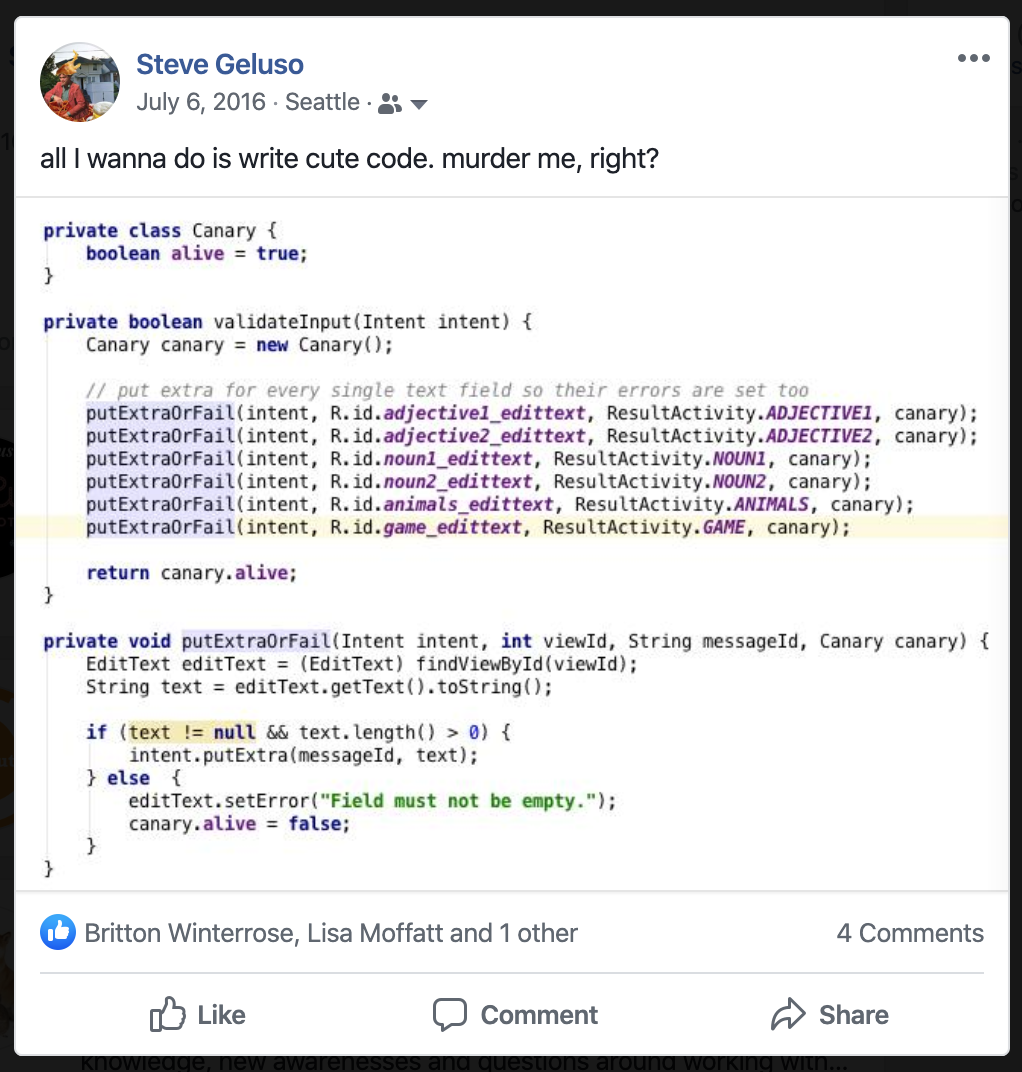 Steve Geluso
July 6, 2016 · Seattle ·
all I wanna do is write cute code. murder me, right?
private class Canary {
    boolean alive = true;
}
private boolean validateInput(Intent intent) {
    Canary canary = new Canary();
    // put extra for every single text field so their errors are set too
    putExtraOrFail(intent, R.id.adjective1_edittext, ResultActivity.ADJECTIVE1, canary);
    putExtraOrFail(intent, R.id.adjective2_edittext, ResultActivity.ADJECTIVE2, canary);
    putExtraOrFail(intent, R.id.noun1_edittext, ResultActivity.NOUN1, canary);
    putExtraOrFail(intent, R.id.noun2_edittext, ResultActivity.NOUN2, canary);
    putExtraOrFail(intent, R.id.animals_edittext, ResultActivity.ANIMALS, canary);
    putExtraOrFail(intent, R.id.game_edittext, ResultActivity.GAME, canary);
    return canary.alive;
}
private void putExtraOrFail(Intent intent, int viewId, String messageId, Canary canary) {
    EditText editText = (EditText) findViewById(viewId);
    String text = editText.getText().toString();
    if (text != null && text.length() > 0) {
        intent.putExtra(messageId, text);
    } else  {
        editText.setError("Field must not be empty.");
        canary.alive = false;
    }
}
Britton Winterrose, Lisa Moffatt and 1 other
4 Comments
Like
Comment
Share
knowledge, new awarenesses and questions around working with...